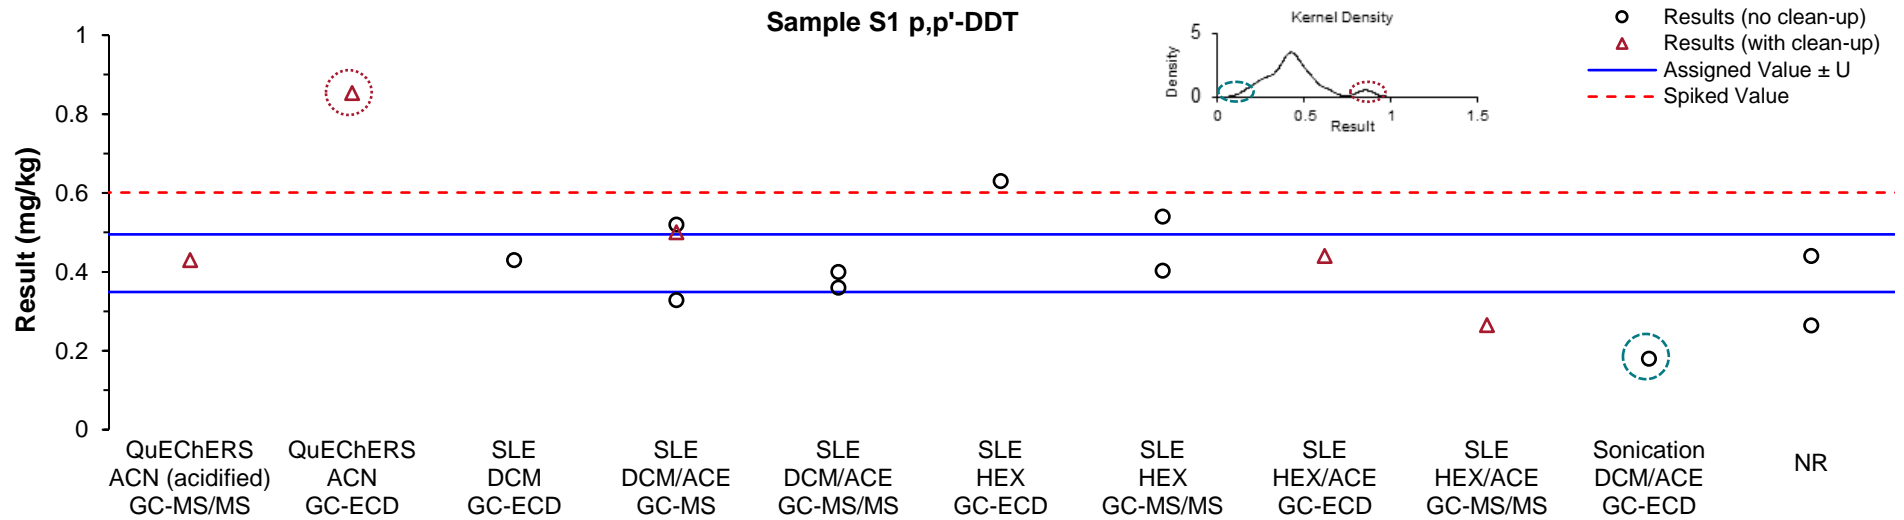 Sample S1 p,p'-DDT
Kernel Density
5
0
Density
0
0.5
1
1.5
Result
Results (no clean-up)
Results (with clean-up)
Assigned Value ± U
Spiked Value
Result (mg/kg)
1
0.8
0.6
0.4
0.2
0
QuEChERS
ACN (acidified)
GC-MS/MS
QuEChERS
ACN
GC-ECD
SLE
DCM
GC-ECD
SLE
DCM/ACE
GC-MS
SLE
DCM/ACE
GC-MS/MS
SLE
HEX
GC-ECD
SLE
HEX
GC-MS/MS
SLE
HEX/ACE
GC-ECD
SLE
HEX/ACE
GC-MS/MS
Sonication
DCM/ACE
GC-ECD
NR